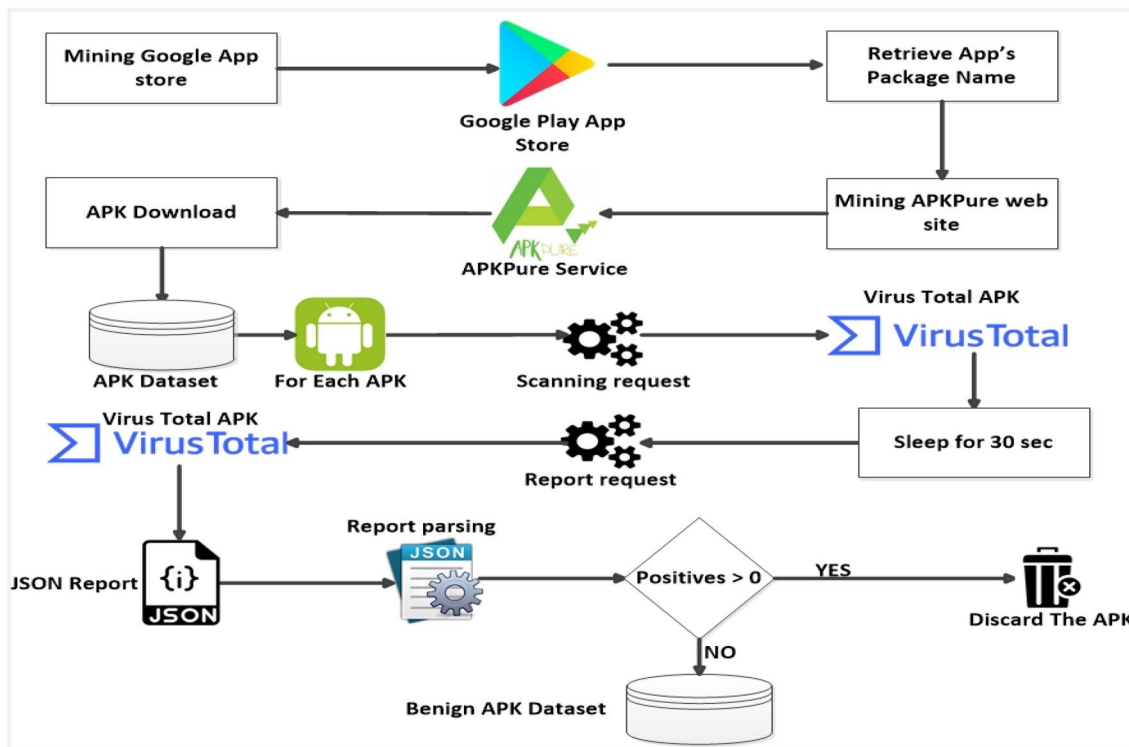 Mining Google App
store
Google Play App
Store
Retrieve App's
Package Name
APK Download
APKPURE
APKPure Service
Mining APKPure web
site
APK Dataset
For Each APK
Scanning request
Virus Total APK
VirusTotal
Virus Total APK
VirusTotal
Report request
Sleep for 30 sec
JSON Report
{i}
JSON
Report parsing
JSON
Positives > 0
YES
Discard The APK
NO
Benign APK Dataset